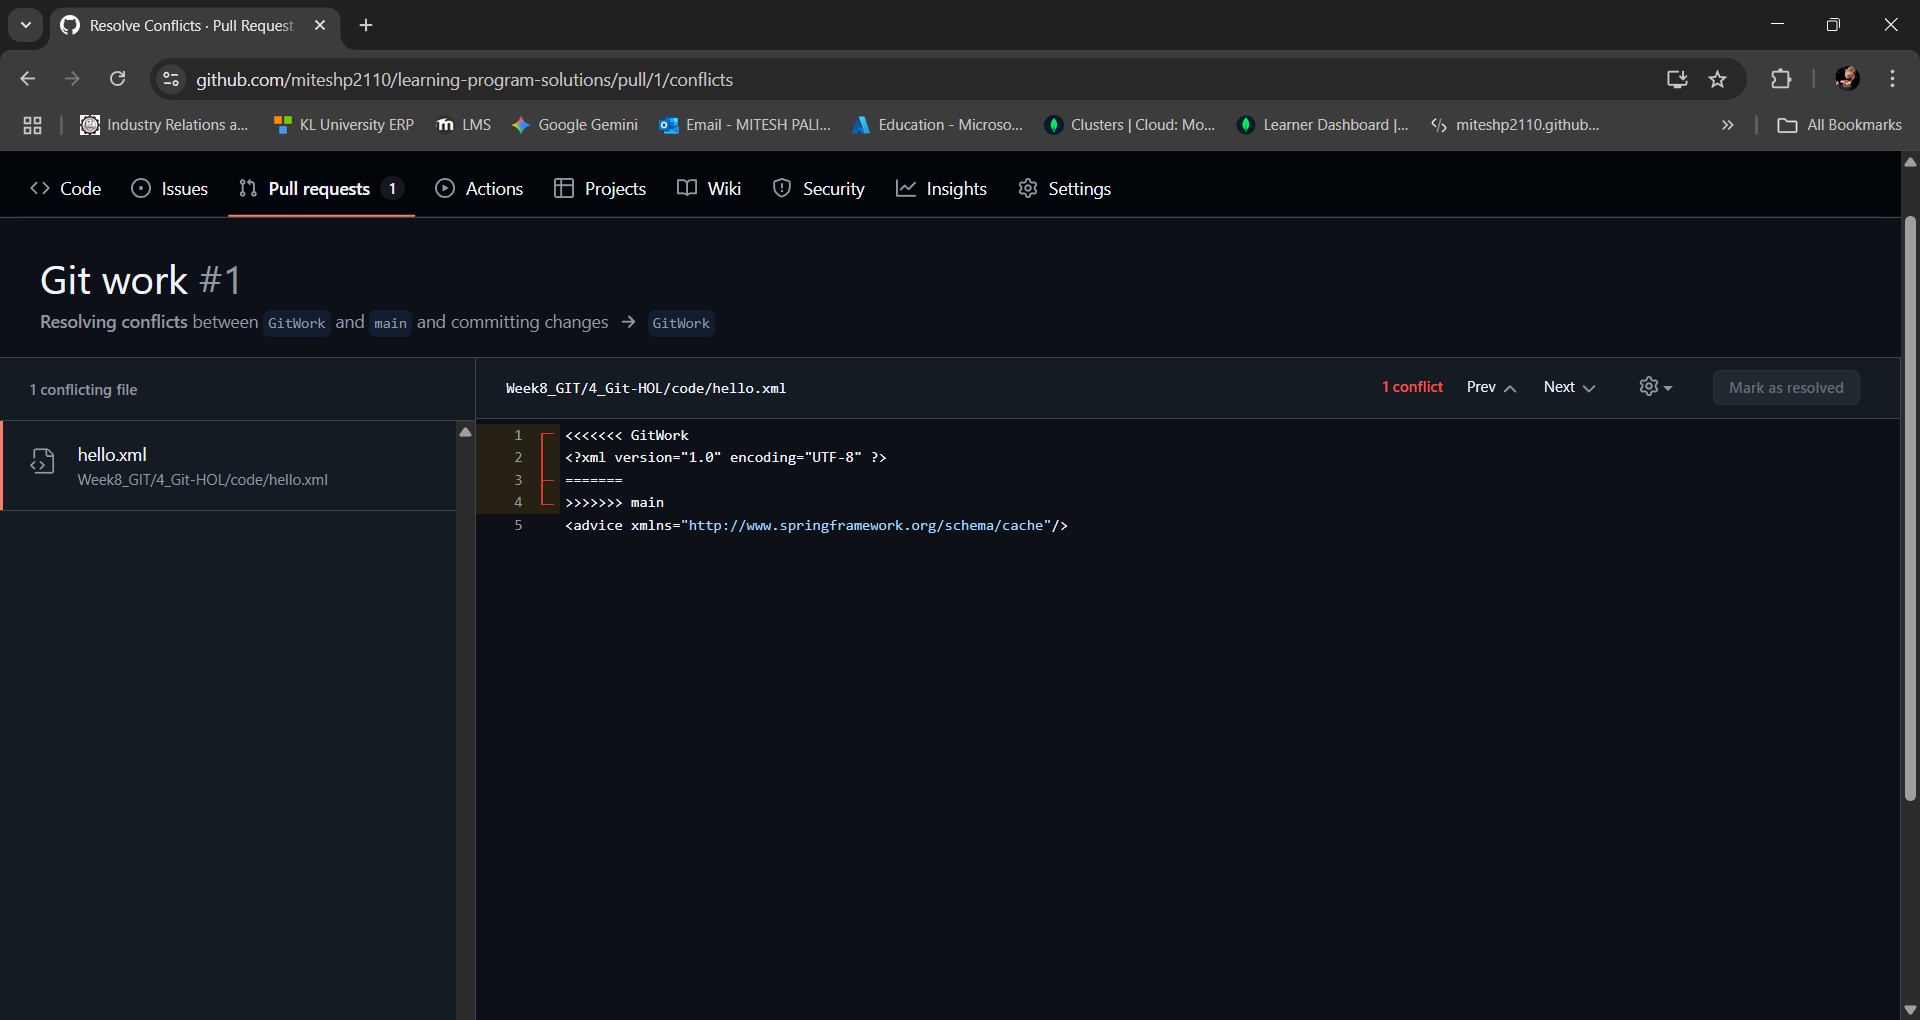 Resolve Conflicts · Pull Request
github.com/miteshp2110/learning-program-solutions/pull/1/conflicts
Industry Relations a... KL University ERP LMS Google Gemini Email - MITESH PALI... Education - Microso... Clusters | Cloud: Mo... Learner Dashboard |... miteshp2110.github... All Bookmarks
Code Issues Pull requests 1 Actions Projects Wiki Security Insights Settings
Git work #1
Resolving conflicts between GitWork and main and committing changes → GitWork
1 conflicting file
hello.xml
Week8_GIT/4_Git-HOL/code/hello.xml
Week8_GIT/4_Git-HOL/code/hello.xml 1 conflict Prev Next Mark as resolved
1 <<<<<<< GitWork
2 <?xml version="1.0" encoding="UTF-8" ?>
3 =======
4 >>>>>>> main
5 <advice xmlns="http://www.springframework.org/schema/cache"/>